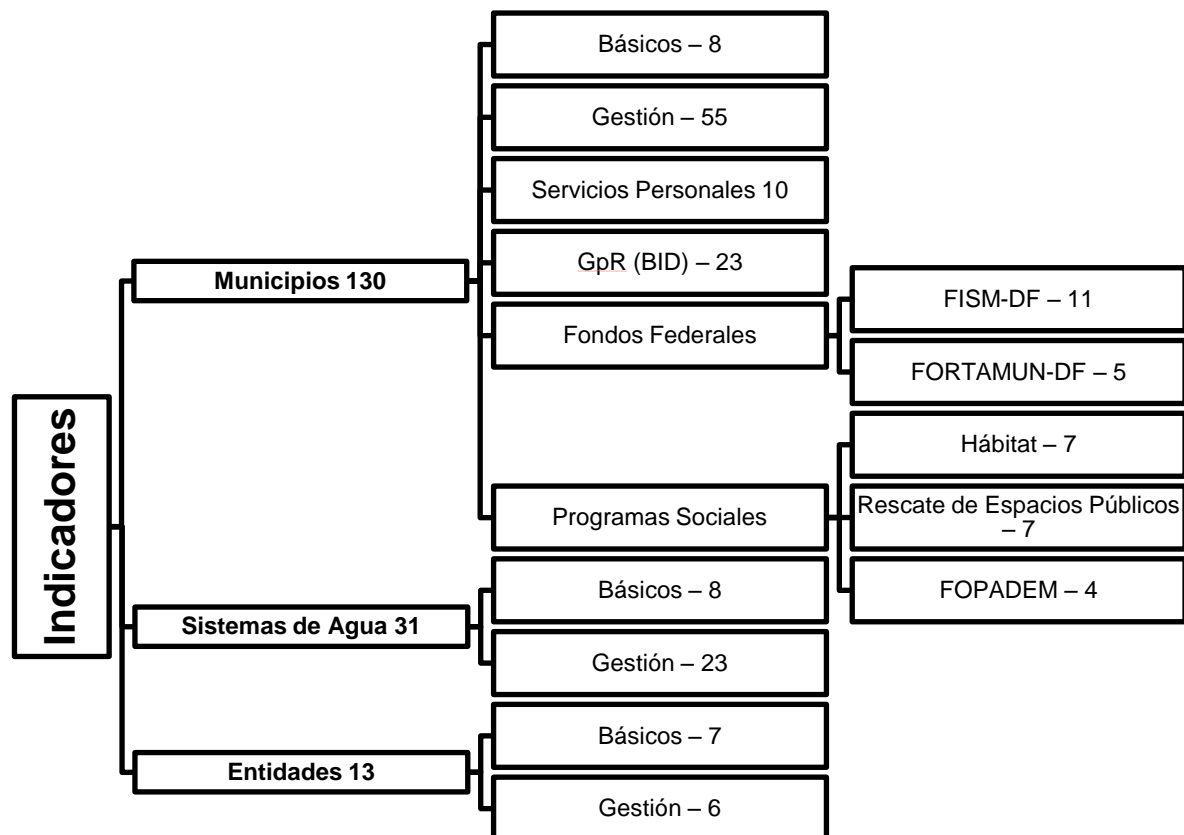 Indicadores
Municipios 130
Básicos – 8
Gestión – 55
Servicios Personales 10
GpR (BID) – 23
Fondos Federales
FISM-DF – 11
FORTAMUN-DF – 5
Programas Sociales
Hábitat – 7
Rescate de Espacios Públicos
– 7
FOPADEM – 4
Sistemas de Agua 31
Básicos – 8
Gestión – 23
Entidades 13
Básicos – 7
Gestión – 6